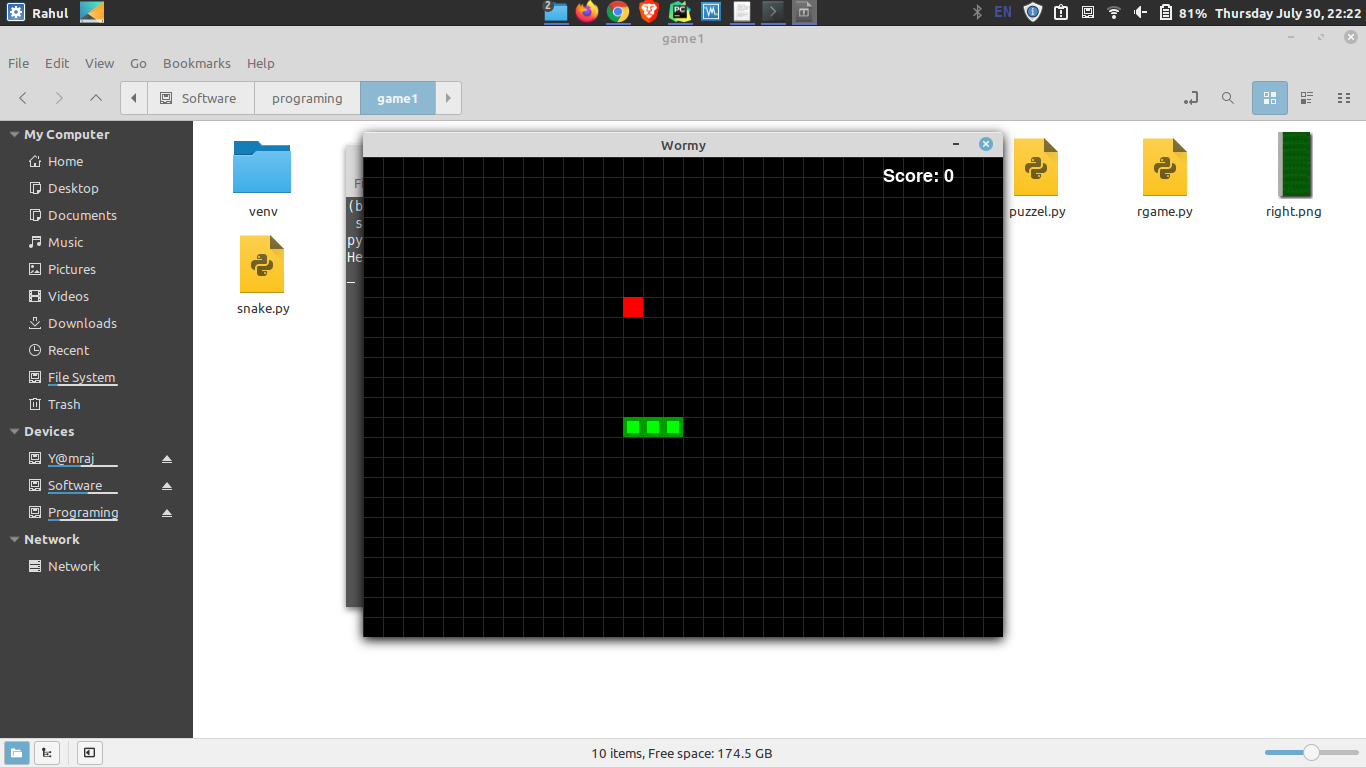 Rahul
2
EN
81%
Thursday July 30, 22:22
game1
File Edit View Go Bookmarks Help
Software programing game1
My Computer
Home
Desktop
Documents
Music
Pictures
Videos
Downloads
Recent
File System
Trash
Devices
Y@mraj
Software
Programing
Network
Network
venv
puzzel.py
rgame.py
right.png
snake.py
Wormy
Score: 0
(b
s
py
He
10 items, Free space: 174.5 GB